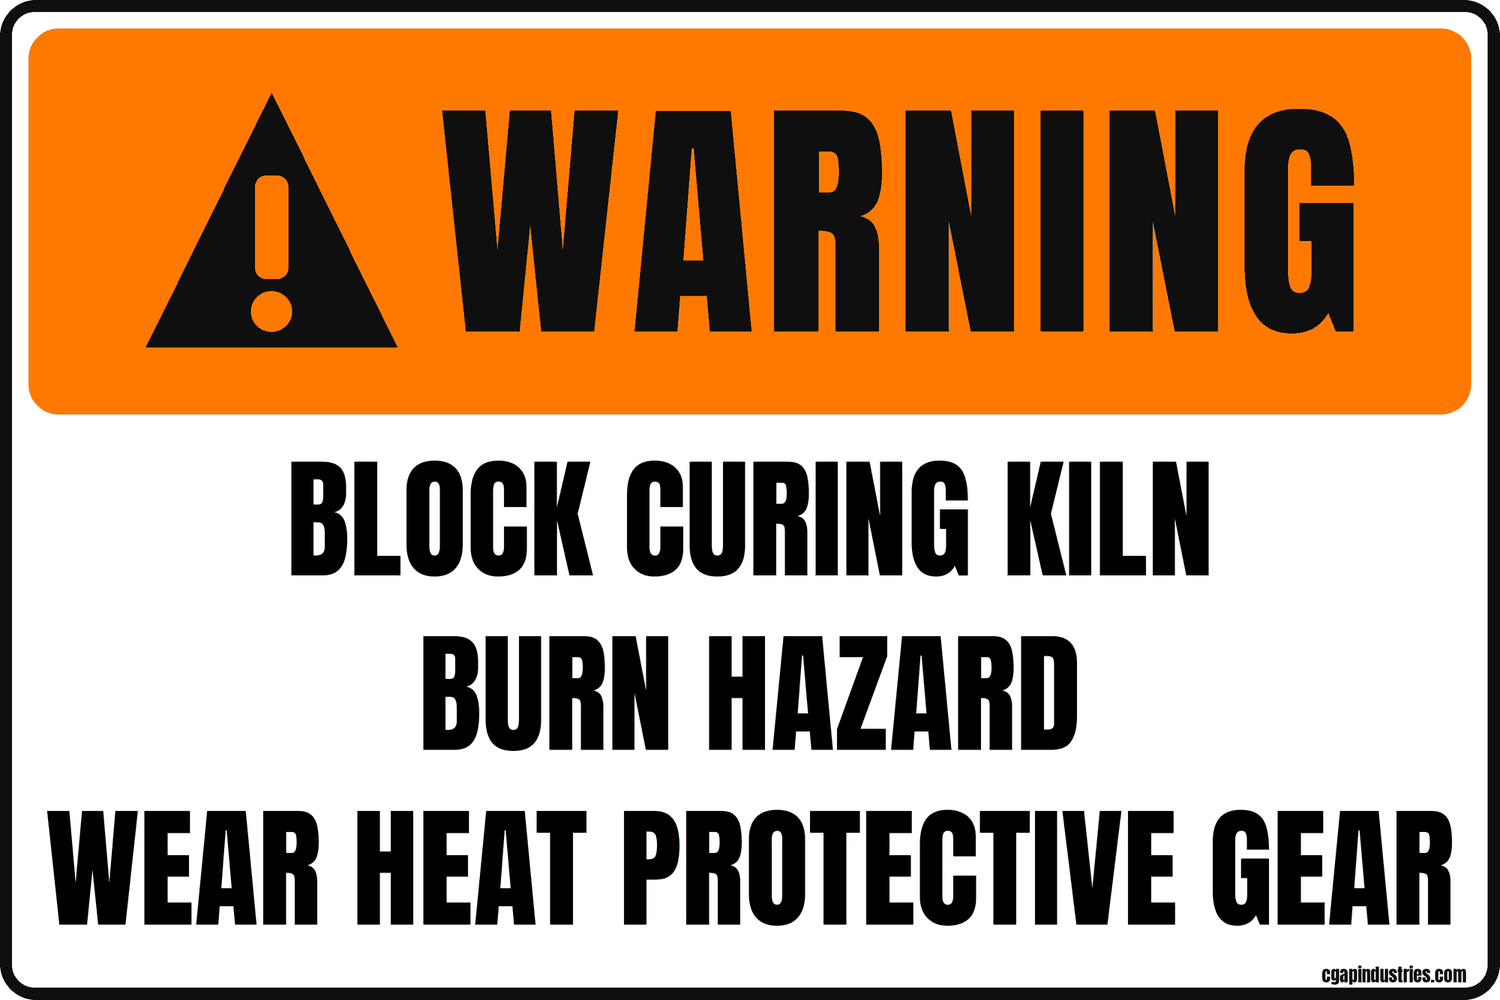 WARNING
BLOCK CURING KILN
BURN HAZARD
WEAR HEAT PROTECTIVE GEAR
cgapindustries.com